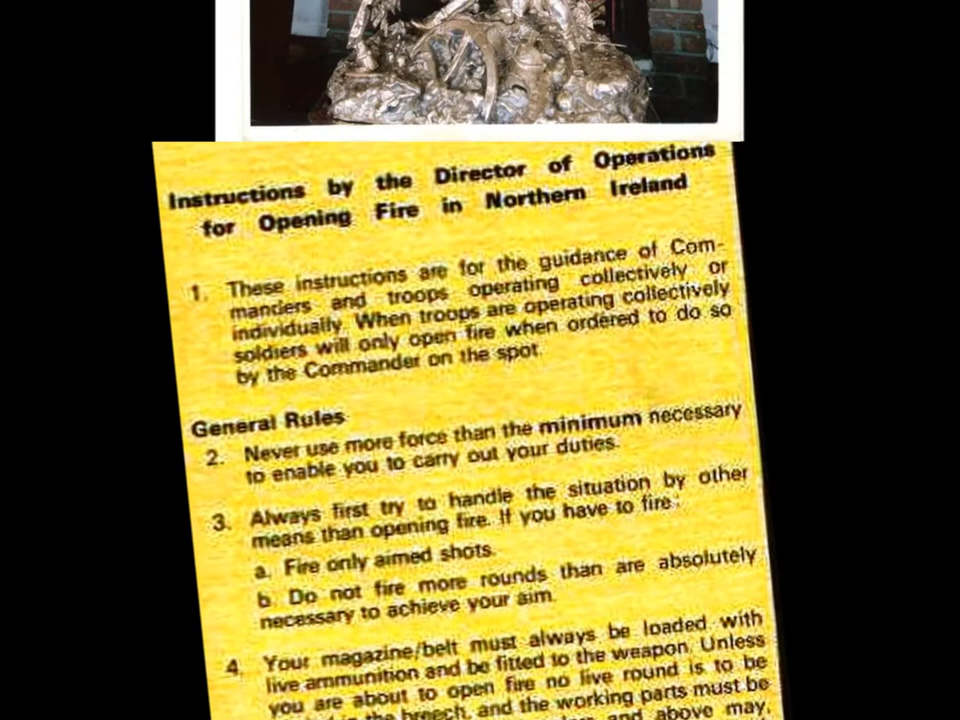 Instructions by the Director of Operations
for Opening Fire in Northern Ireland
1. These instructions are for the guidance of Com-
manders and troops operating collectively or
individually. When troops are operating collectively
soldiers will only open fire when ordered to do so
by the Commander on the spot.
General Rules
2. Never use more force than the minimum necessary
to enable you to carry out your duties.
3. Always first try to handle the situation by other
means than opening fire. If you have to fire:
a. Fire only aimed shots.
b. Do not fire more rounds than are absolutely
necessary to achieve your aim.
4. Your magazine/belt must always be loaded with
live ammunition and be fitted to the weapon. Unless
you are about to open fire no live round is to be
in the breech, and the working parts must be
and above may,